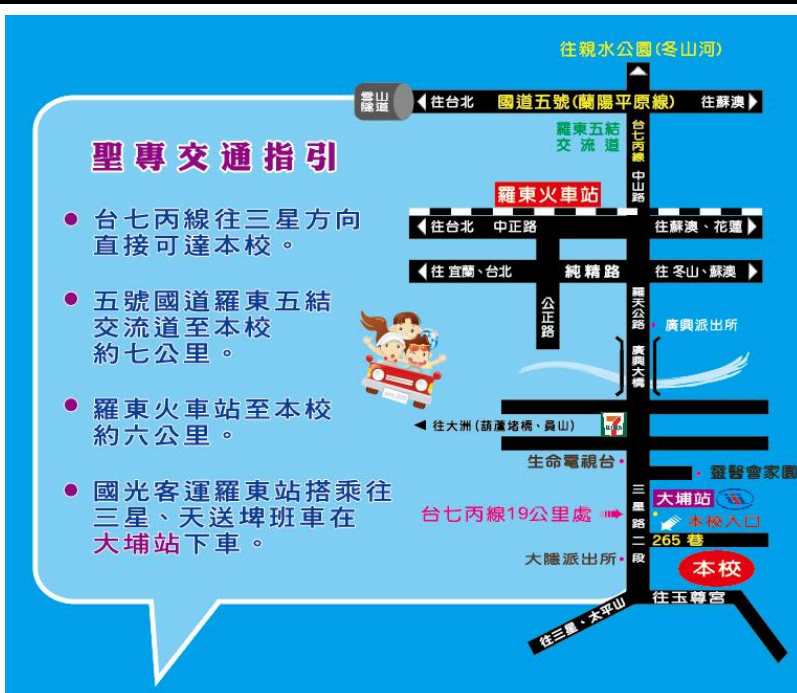 聖專交通指引
● 台七丙線往三星方向
直接可達本校。
● 五號國道羅東五結
交流道至本校
約七公里。
● 羅東火車站至本校
約六公里。
● 國光客運羅東站搭乘往
三星、天送埤班車在
大埔站下車。
往親水公園(冬山河)
雪山隧道
往台北 國道五號(蘭陽平原線) 往蘇澳
羅東五結
交流道
台七丙線
中山路
羅東火車站
往台北 中正路 往蘇澳、花蓮
往宜蘭、台北 純精路 往冬山、蘇澳
公正路
羅天公路
廣興派出所
廣興大橋
往大洲(葫蘆堵橋、員山)
生命電視台
靈醫會家園
三星路二段
大埔站
台七丙線19公里處
本校入口
265巷
大隱派出所
本校
往玉尊宮
往三星、太平山